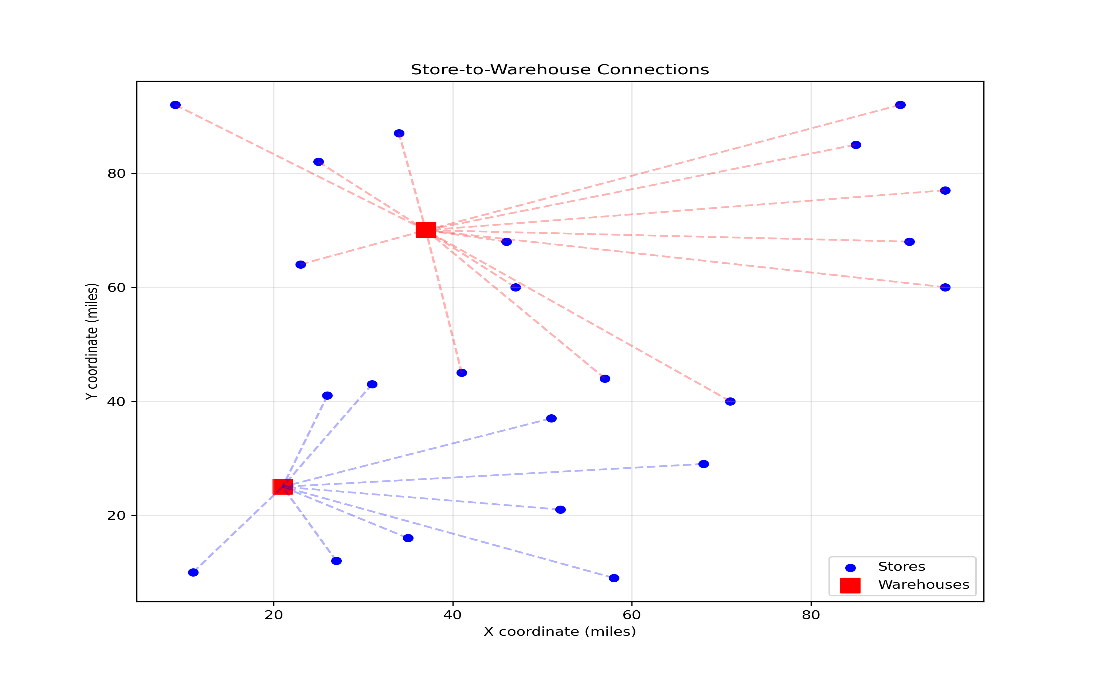 Store-to-Warehouse Connections
Y coordinate (miles)
80
60
40
20
20 40 60 80
X coordinate (miles)
Stores
Warehouses